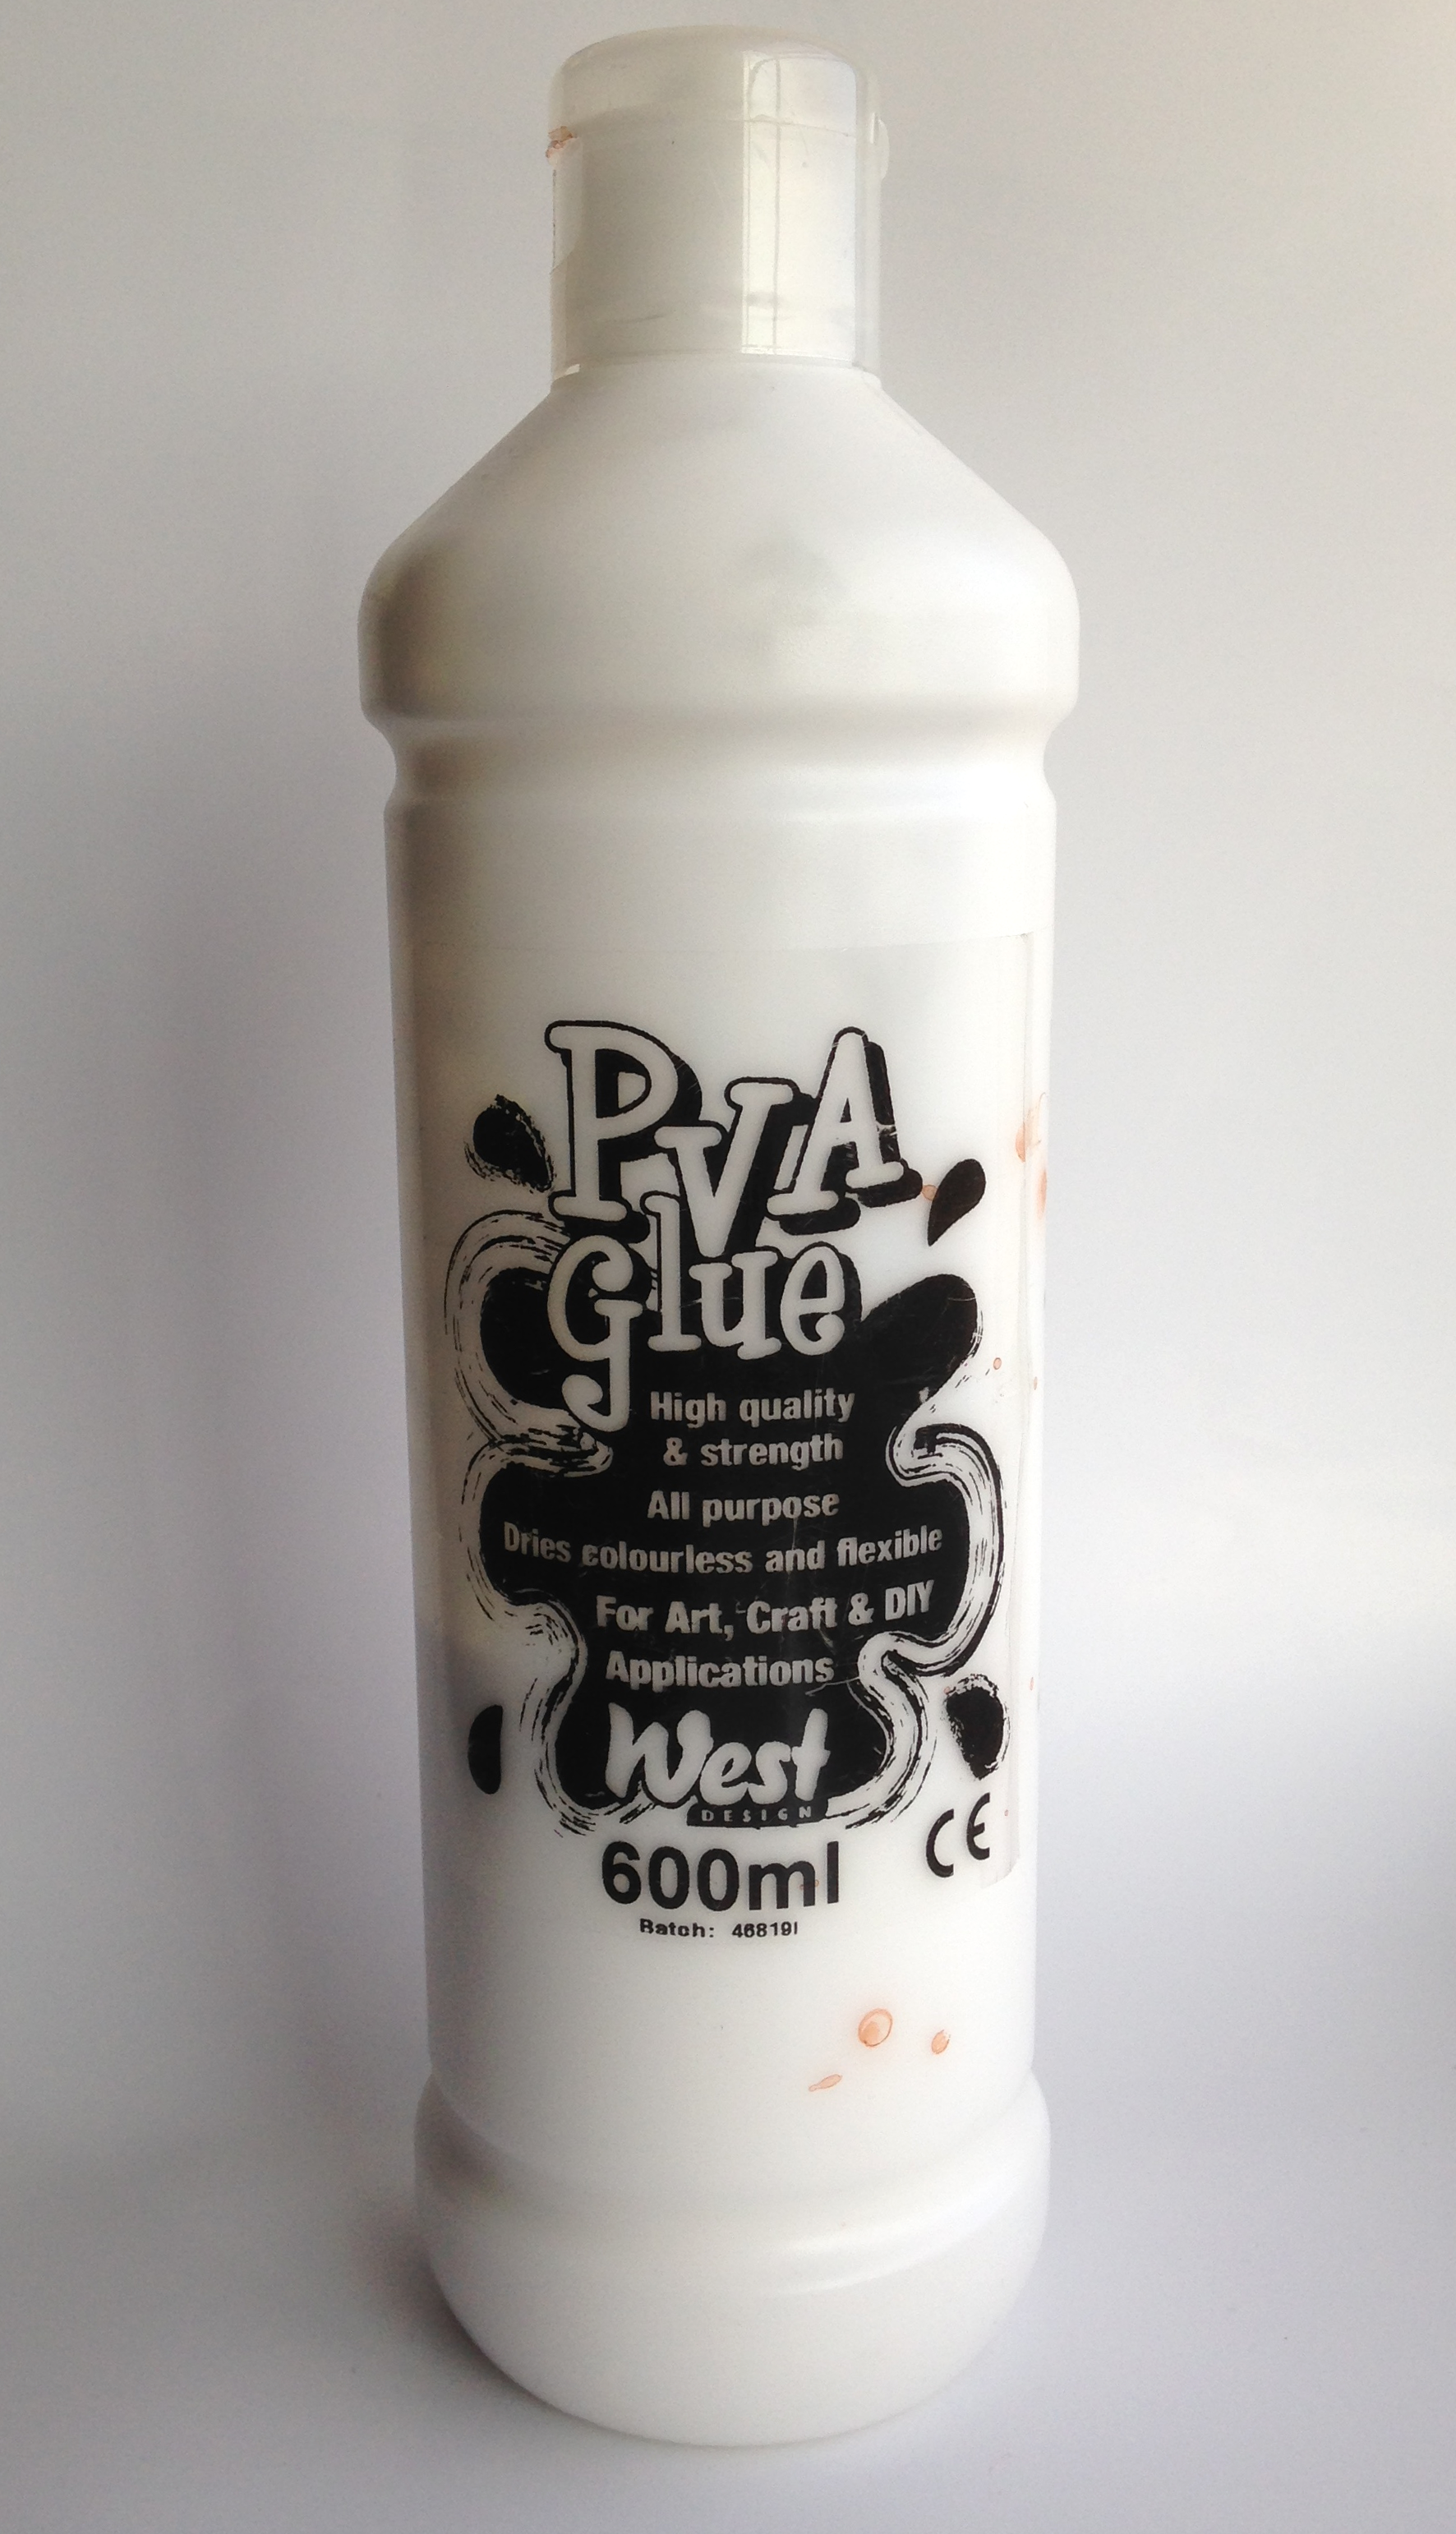 PVA
Glue
High quality
& strength
All purpose
Dries colourless and flexible
For Art, Craft & DIY
Applications
West
DESIGN
CE
600ml
Batch: 46819I